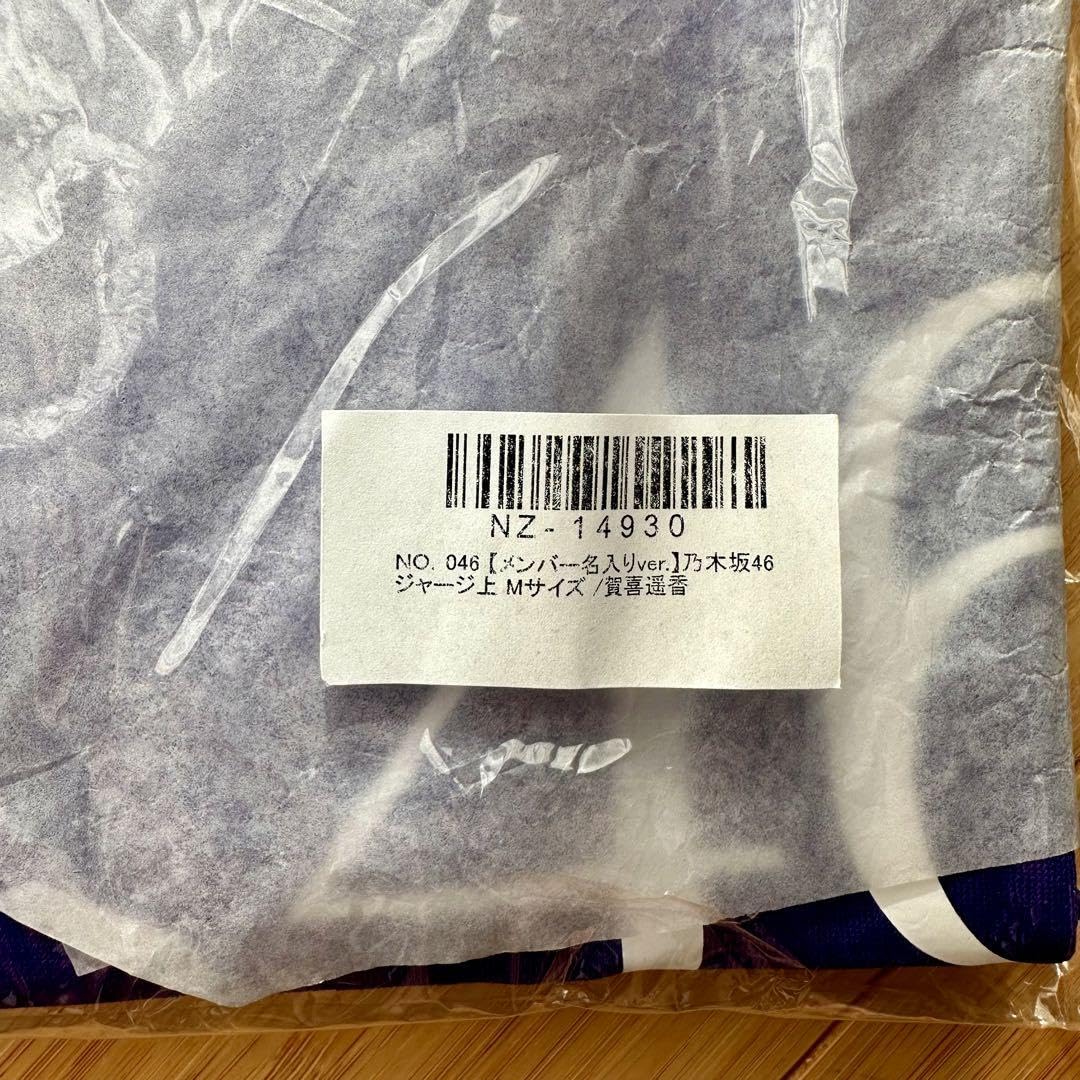 NZ-14930
NO. 046【メンバー名入りver.】乃木坂46
ジャージ上 Mサイズ /賀喜遥香